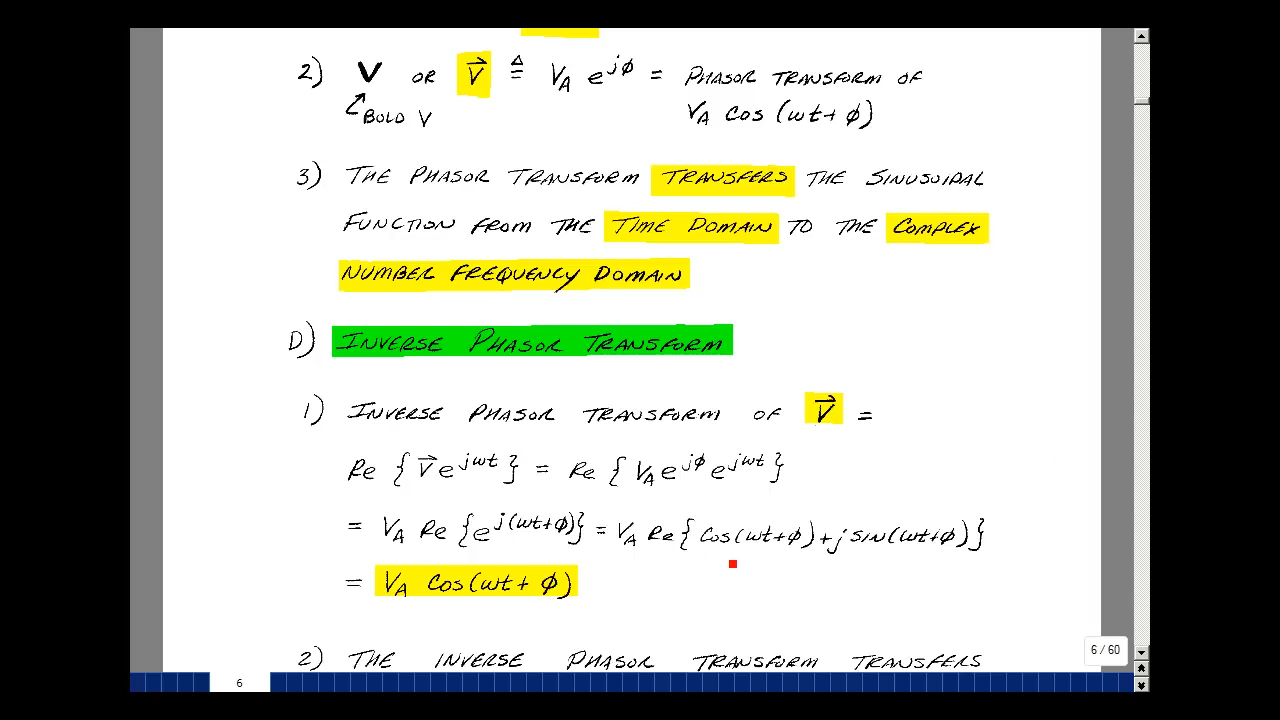 2) V OR V⃗ ≜ V_A e^{jφ} = PHASOR TRANSFORM OF
BOLD V V_A COS (ωt + φ)
3) THE PHASOR TRANSFORM TRANSFERS THE SINUSOIDAL
FUNCTION FROM THE TIME DOMAIN TO THE COMPLEX
NUMBER FREQUENCY DOMAIN
D) INVERSE PHASOR TRANSFORM
1) INVERSE PHASOR TRANSFORM OF V⃗ =
Re { V⃗ e^{jωt} } = Re { V_A e^{jφ} e^{jωt} }
= V_A Re { e^{j(ωt+φ)} } = V_A Re { COS(ωt+φ) + j SIN(ωt+φ) }
= V_A COS(ωt + φ)
2) THE INVERSE PHASOR TRANSFORM TRANSFERS
6 / 60
6